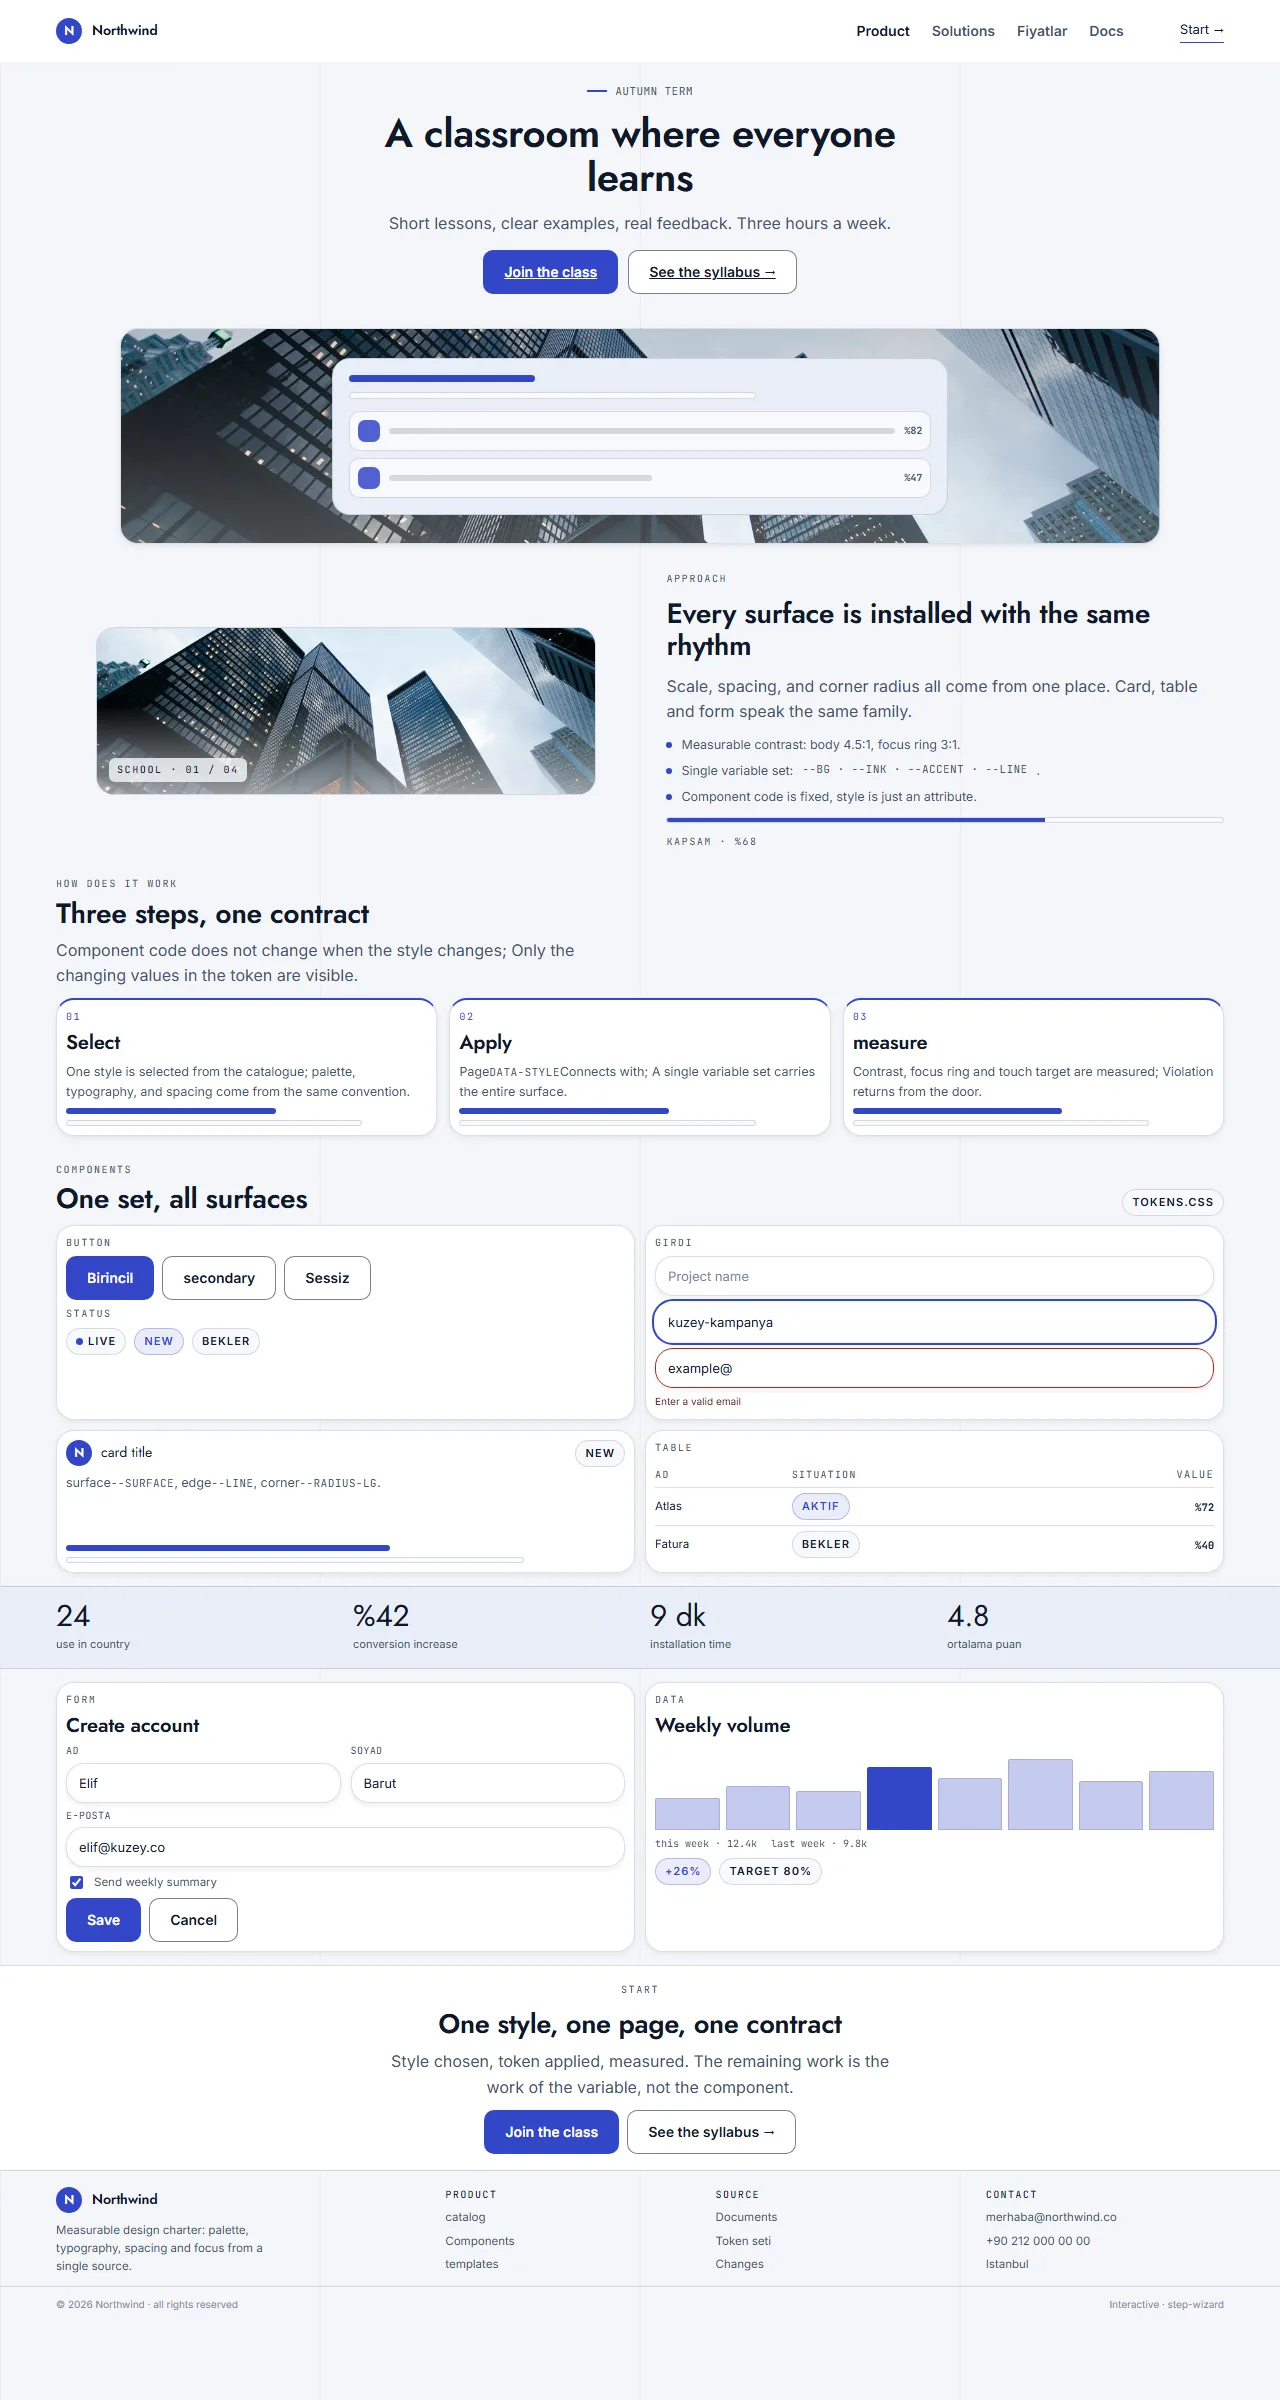 N Northwind
Product Solutions Fiyatlar Docs Start →
AUTUMN TERM
A classroom where everyone
learns
Short lessons, clear examples, real feedback. Three hours a week.
Join the class See the syllabus →
%82
%47
SCHOOL · 01 / 04
APPROACH
Every surface is installed with the same
rhythm
Scale, spacing, and corner radius all come from one place. Card, table
and form speak the same family.
Measurable contrast: body 4.5:1, focus ring 3:1.
Single variable set: --BG · --INK · --ACCENT · --LINE .
Component code is fixed, style is just an attribute.
KAPSAM · %68
HOW DOES IT WORK
Three steps, one contract
Component code does not change when the style changes; Only the
changing values in the token are visible.
01
Select
One style is selected from the catalogue; palette,
typography, and spacing come from the same convention.
02
Apply
PageDATA-STYLEConnects with; A single variable set carries
the entire surface.
03
measure
Contrast, focus ring and touch target are measured; Violation
returns from the door.
COMPONENTS
One set, all surfaces
TOKENS.CSS
BUTTON
Birincil secondary Sessiz
STATUS
LIVE NEW BEKLER
GIRDI
Project name
kuzey-kampanya
example@
Enter a valid email
N card title NEW
surface--SURFACE, edge--LINE, corner--RADIUS-LG.
TABLE
AD SITUATION VALUE
Atlas AKTIF %72
Fatura BEKLER %40
24
use in country
%42
conversion increase
9 dk
installation time
4.8
ortalama puan
FORM
Create account
AD SOYAD
Elif Barut
E-POSTA
elif@kuzey.co
Send weekly summary
Save Cancel
DATA
Weekly volume
this week · 12.4k last week · 9.8k
+26% TARGET 80%
START
One style, one page, one contract
Style chosen, token applied, measured. The remaining work is the
work of the variable, not the component.
Join the class See the syllabus →
N Northwind
Measurable design charter: palette,
typography, spacing and focus from a
single source.
PRODUCT
catalog
Components
templates
SOURCE
Documents
Token seti
Changes
CONTACT
merhaba@northwind.co
+90 212 000 00 00
Istanbul
© 2026 Northwind · all rights reserved
Interactive · step-wizard